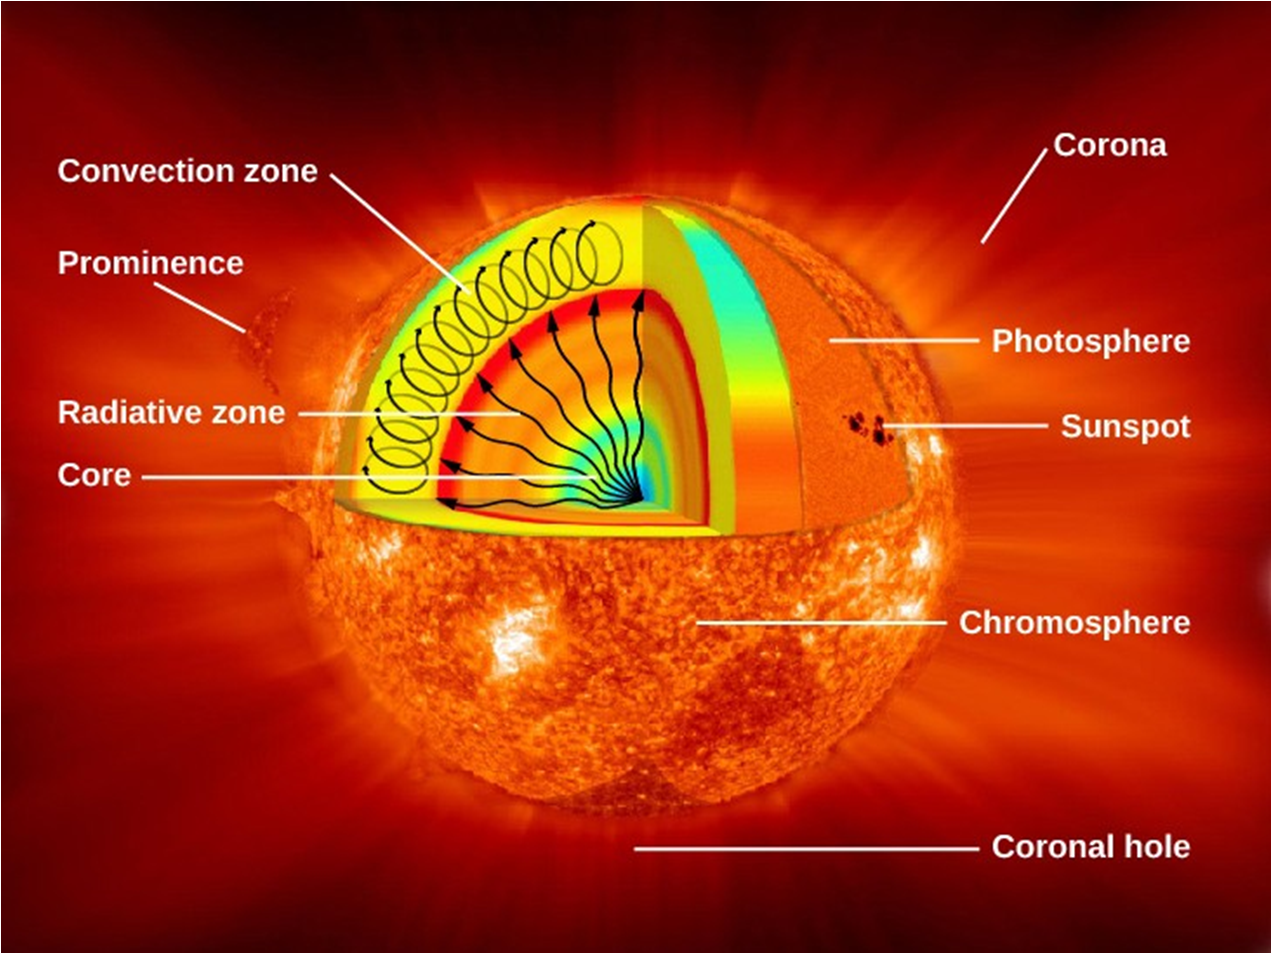 Corona
Convection zone
Prominence
Photosphere
Radiative zone
Sunspot
Core
Chromosphere
Coronal hole